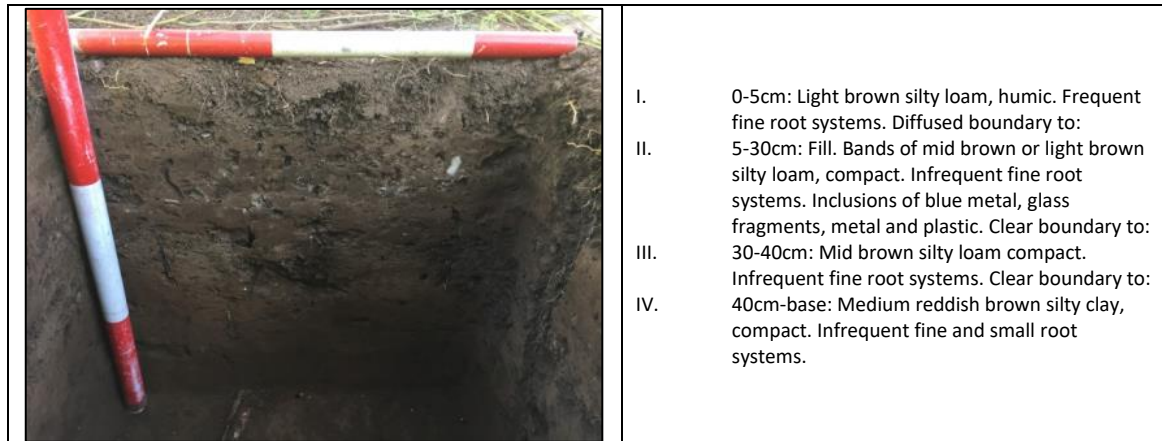 I. 0-5cm: Light brown silty loam, humic. Frequent
fine root systems. Diffused boundary to:
II. 5-30cm: Fill. Bands of mid brown or light brown
silty loam, compact. Infrequent fine root
systems. Inclusions of blue metal, glass
fragments, metal and plastic. Clear boundary to:
III. 30-40cm: Mid brown silty loam compact.
Infrequent fine root systems. Clear boundary to:
IV. 40cm-base: Medium reddish brown silty clay,
compact. Infrequent fine and small root
systems.